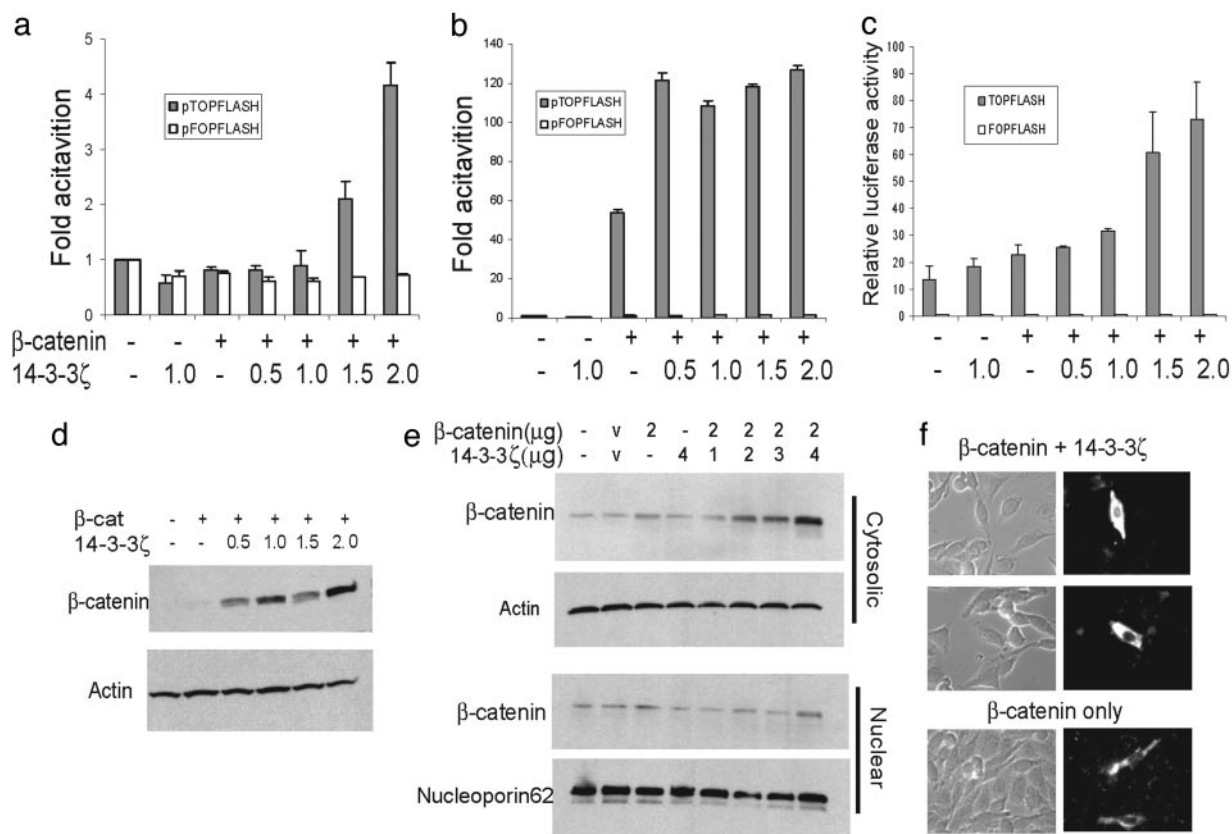 a
5
4
3
2
1
0
Fold acitavition
pTOPFLASH
pFOPFLASH
β-catenin - - + + + + +
14-3-3ζ - 1.0 - 0.5 1.0 1.5 2.0
b
140
120
100
80
60
40
20
0
Fold acitavition
pTOPFLASH
pFOPFLASH
- - + + + + +
- 1.0 - 0.5 1.0 1.5 2.0
c
100
90
80
70
60
50
40
30
20
10
0
Relative luciferase activity
TOPFLASH
FOPFLASH
- - + + + + +
- 1.0 - 0.5 1.0 1.5 2.0
d
β-cat - + + + + +
14-3-3ζ - - 0.5 1.0 1.5 2.0
β-catenin
Actin
e
β-catenin(μg) - v 2 - 2 2 2 2
14-3-3ζ(μg) - v - 4 1 2 3 4
β-catenin
Actin
Cytosolic
β-catenin
Nucleoporin62
Nuclear
f
β-catenin + 14-3-3ζ
β-catenin only